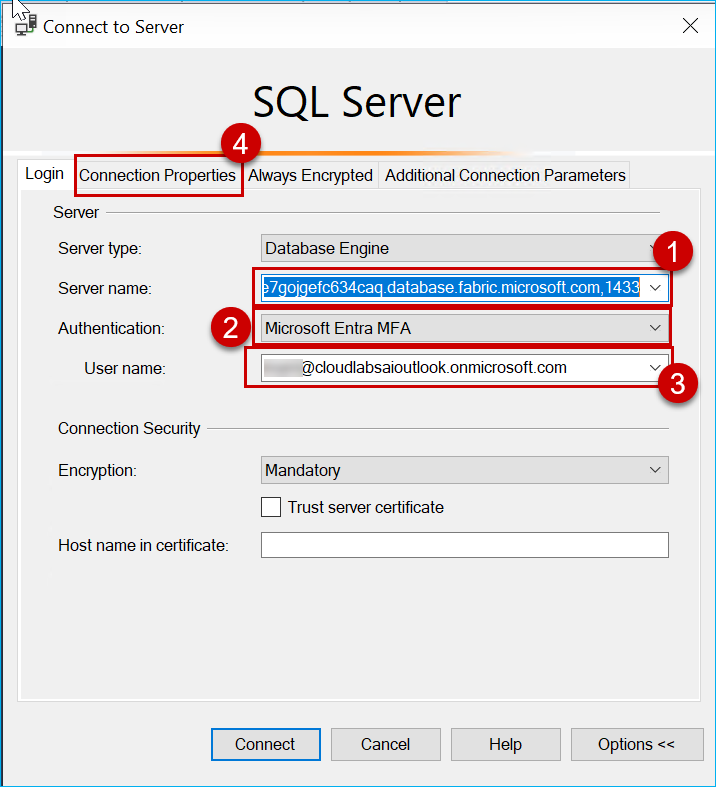 Connect to Server
SQL Server
4
Login Connection Properties Always Encrypted Additional Connection Parameters
Server
Server type: Database Engine
1
Server name: e7gojgefc634caq.database.fabric.microsoft.com,1433
2
Authentication: Microsoft Entra MFA
User name: @cloudlabsaioutlook.onmicrosoft.com
3
Connection Security
Encryption: Mandatory
Trust server certificate
Host name in certificate:
Connect Cancel Help Options <<